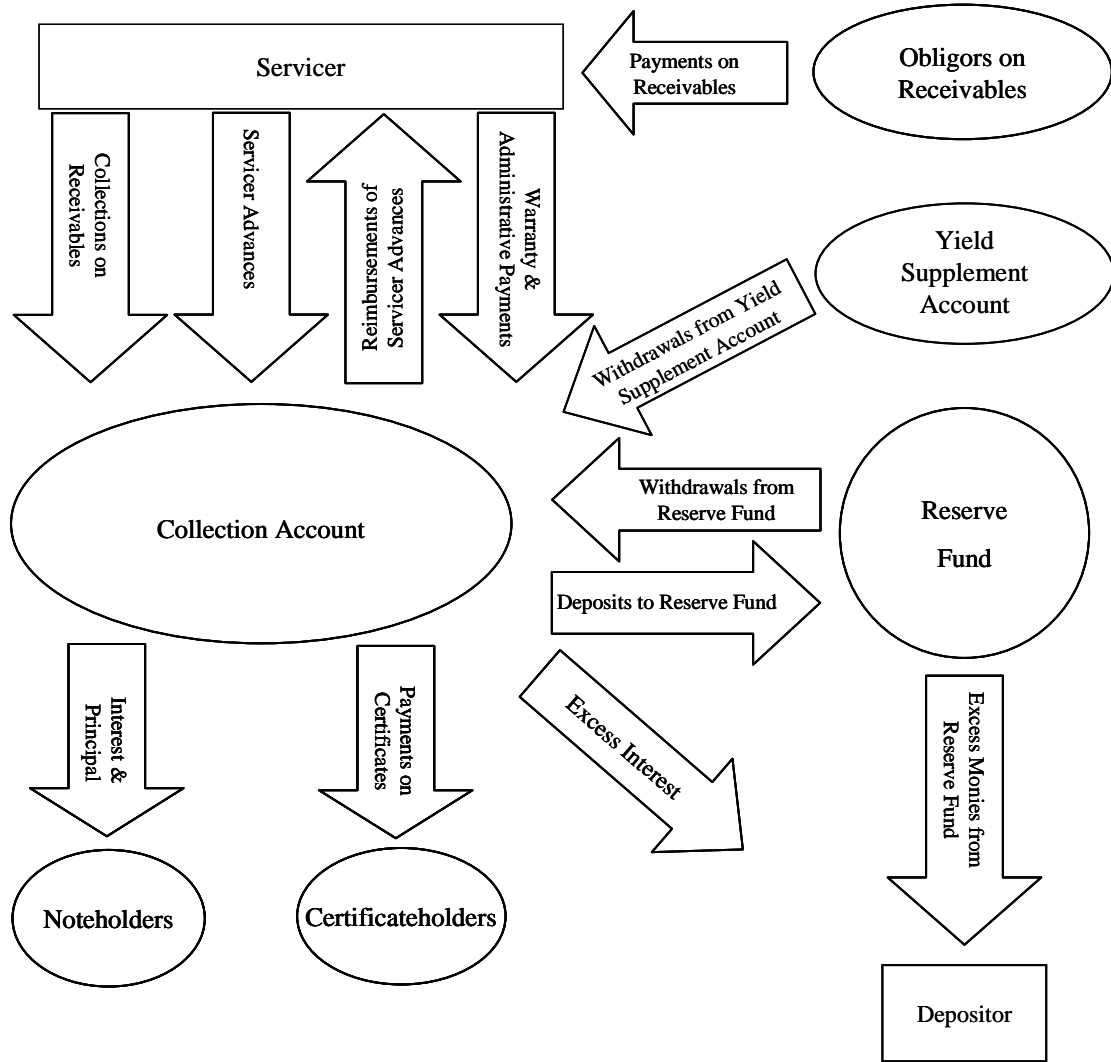 Servicer
Payments on
Receivables
Obligors on
Receivables
Collections on
Receivables
Servicer Advances
Reimbursements of
Servicer Advances
Warranty &
Administrative Payments
Yield
Supplement
Account
Withdrawals from Yield
Supplement Account
Collection Account
Withdrawals from
Reserve Fund
Reserve
Fund
Deposits to Reserve Fund
Interest &
Principal
Payments on
Certificates
Excess Interest
Excess Monies from
Reserve Fund
Noteholders
Certificateholders
Depositor